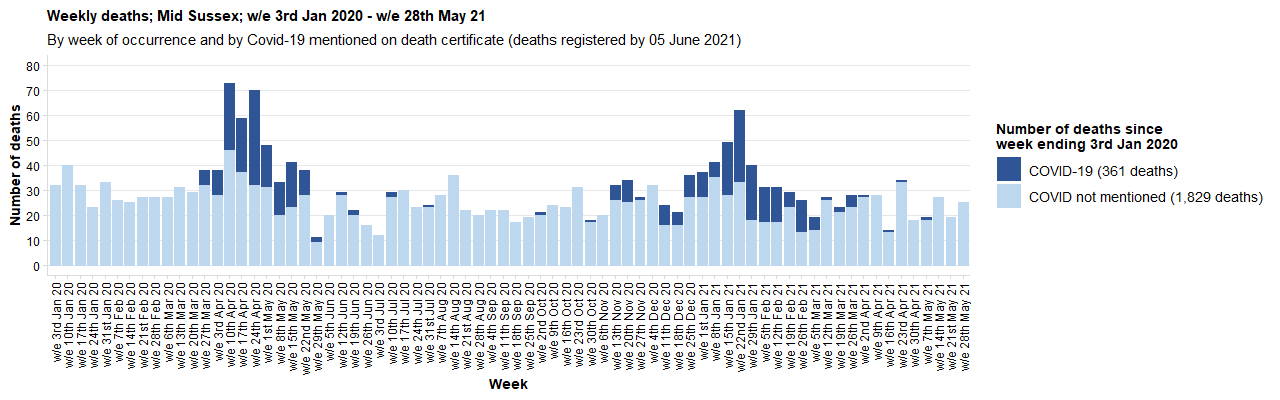 Weekly deaths; Mid Sussex; w/e 3rd Jan 2020 - w/e 28th May 21
By week of occurrence and by Covid-19 mentioned on death certificate (deaths registered by 05 June 2021)
Number of deaths
80
70
60
50
40
30
20
10
0
w/e 3rd Jan 20
w/e 10th Jan 20
w/e 17th Jan 20
w/e 24th Jan 20
w/e 31st Jan 20
w/e 7th Feb 20
w/e 14th Feb 20
w/e 21st Feb 20
w/e 28th Feb 20
w/e 6th Mar 20
w/e 13th Mar 20
w/e 20th Mar 20
w/e 27th Mar 20
w/e 3rd Apr 20
w/e 10th Apr 20
w/e 17th Apr 20
w/e 24th Apr 20
w/e 1st May 20
w/e 8th May 20
w/e 15th May 20
w/e 22nd May 20
w/e 29th May 20
w/e 5th Jun 20
w/e 12th Jun 20
w/e 19th Jun 20
w/e 26th Jun 20
w/e 3rd Jul 20
w/e 10th Jul 20
w/e 17th Jul 20
w/e 24th Jul 20
w/e 31st Jul 20
w/e 7th Aug 20
w/e 14th Aug 20
w/e 21st Aug 20
w/e 28th Aug 20
w/e 4th Sep 20
w/e 11th Sep 20
w/e 18th Sep 20
w/e 25th Sep 20
w/e 2nd Oct 20
w/e 9th Oct 20
w/e 16th Oct 20
w/e 23rd Oct 20
w/e 30th Oct 20
w/e 6th Nov 20
w/e 13th Nov 20
w/e 20th Nov 20
w/e 27th Nov 20
w/e 4th Dec 20
w/e 11th Dec 20
w/e 18th Dec 20
w/e 25th Dec 20
w/e 1st Jan 21
w/e 8th Jan 21
w/e 15th Jan 21
w/e 22nd Jan 21
w/e 29th Jan 21
w/e 5th Feb 21
w/e 12th Feb 21
w/e 19th Feb 21
w/e 26th Feb 21
w/e 5th Mar 21
w/e 12th Mar 21
w/e 19th Mar 21
w/e 26th Mar 21
w/e 2nd Apr 21
w/e 9th Apr 21
w/e 16th Apr 21
w/e 23rd Apr 21
w/e 30th Apr 21
w/e 7th May 21
w/e 14th May 21
w/e 21st May 21
w/e 28th May 21
Week
Number of deaths since
week ending 3rd Jan 2020
COVID-19 (361 deaths)
COVID not mentioned (1,829 deaths)